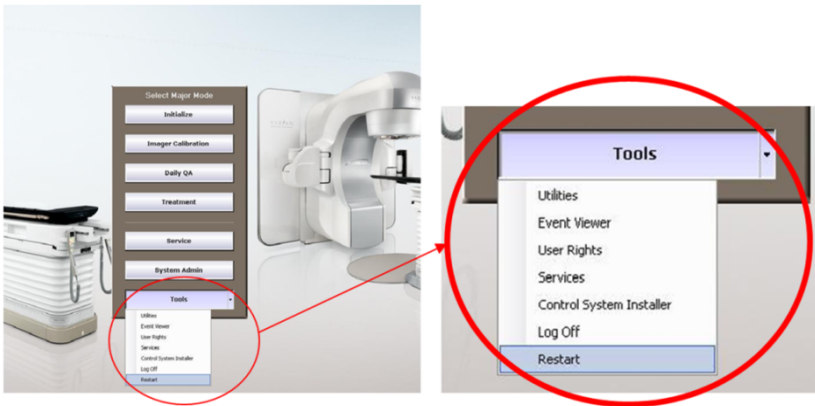 Select Major Mode
Initialize
Imager Calibration
Daily QA
Treatment
Service
System Admin
Tools
Utilities
Event Viewer
User Rights
Services
Control System Installer
Log Off
Restart
Tools
Utilities
Event Viewer
User Rights
Services
Control System Installer
Log Off
Restart